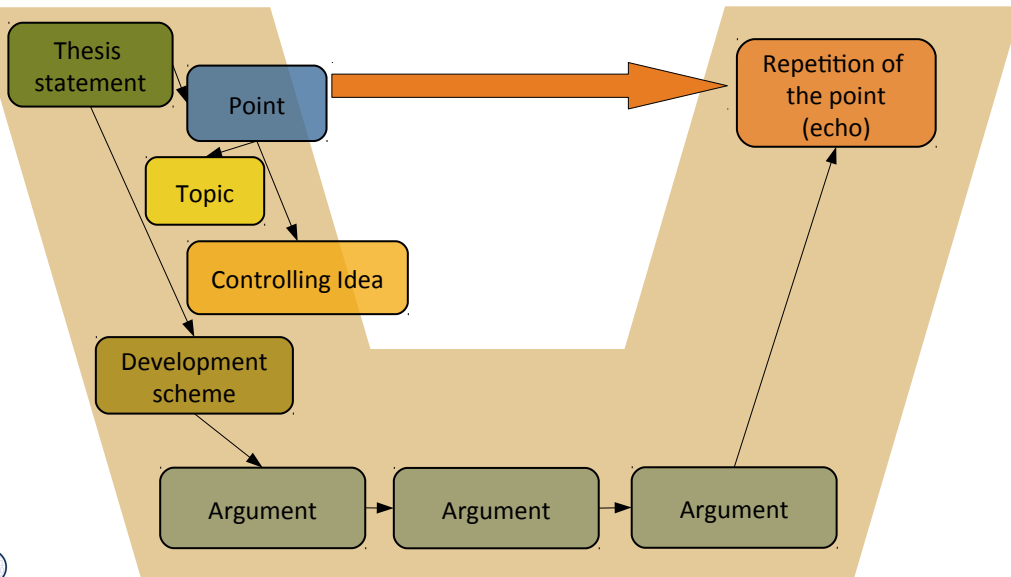 Thesis
statement
Point
Topic
Controlling Idea
Development
scheme
Argument
Argument
Argument
Repetition of
the point
(echo)